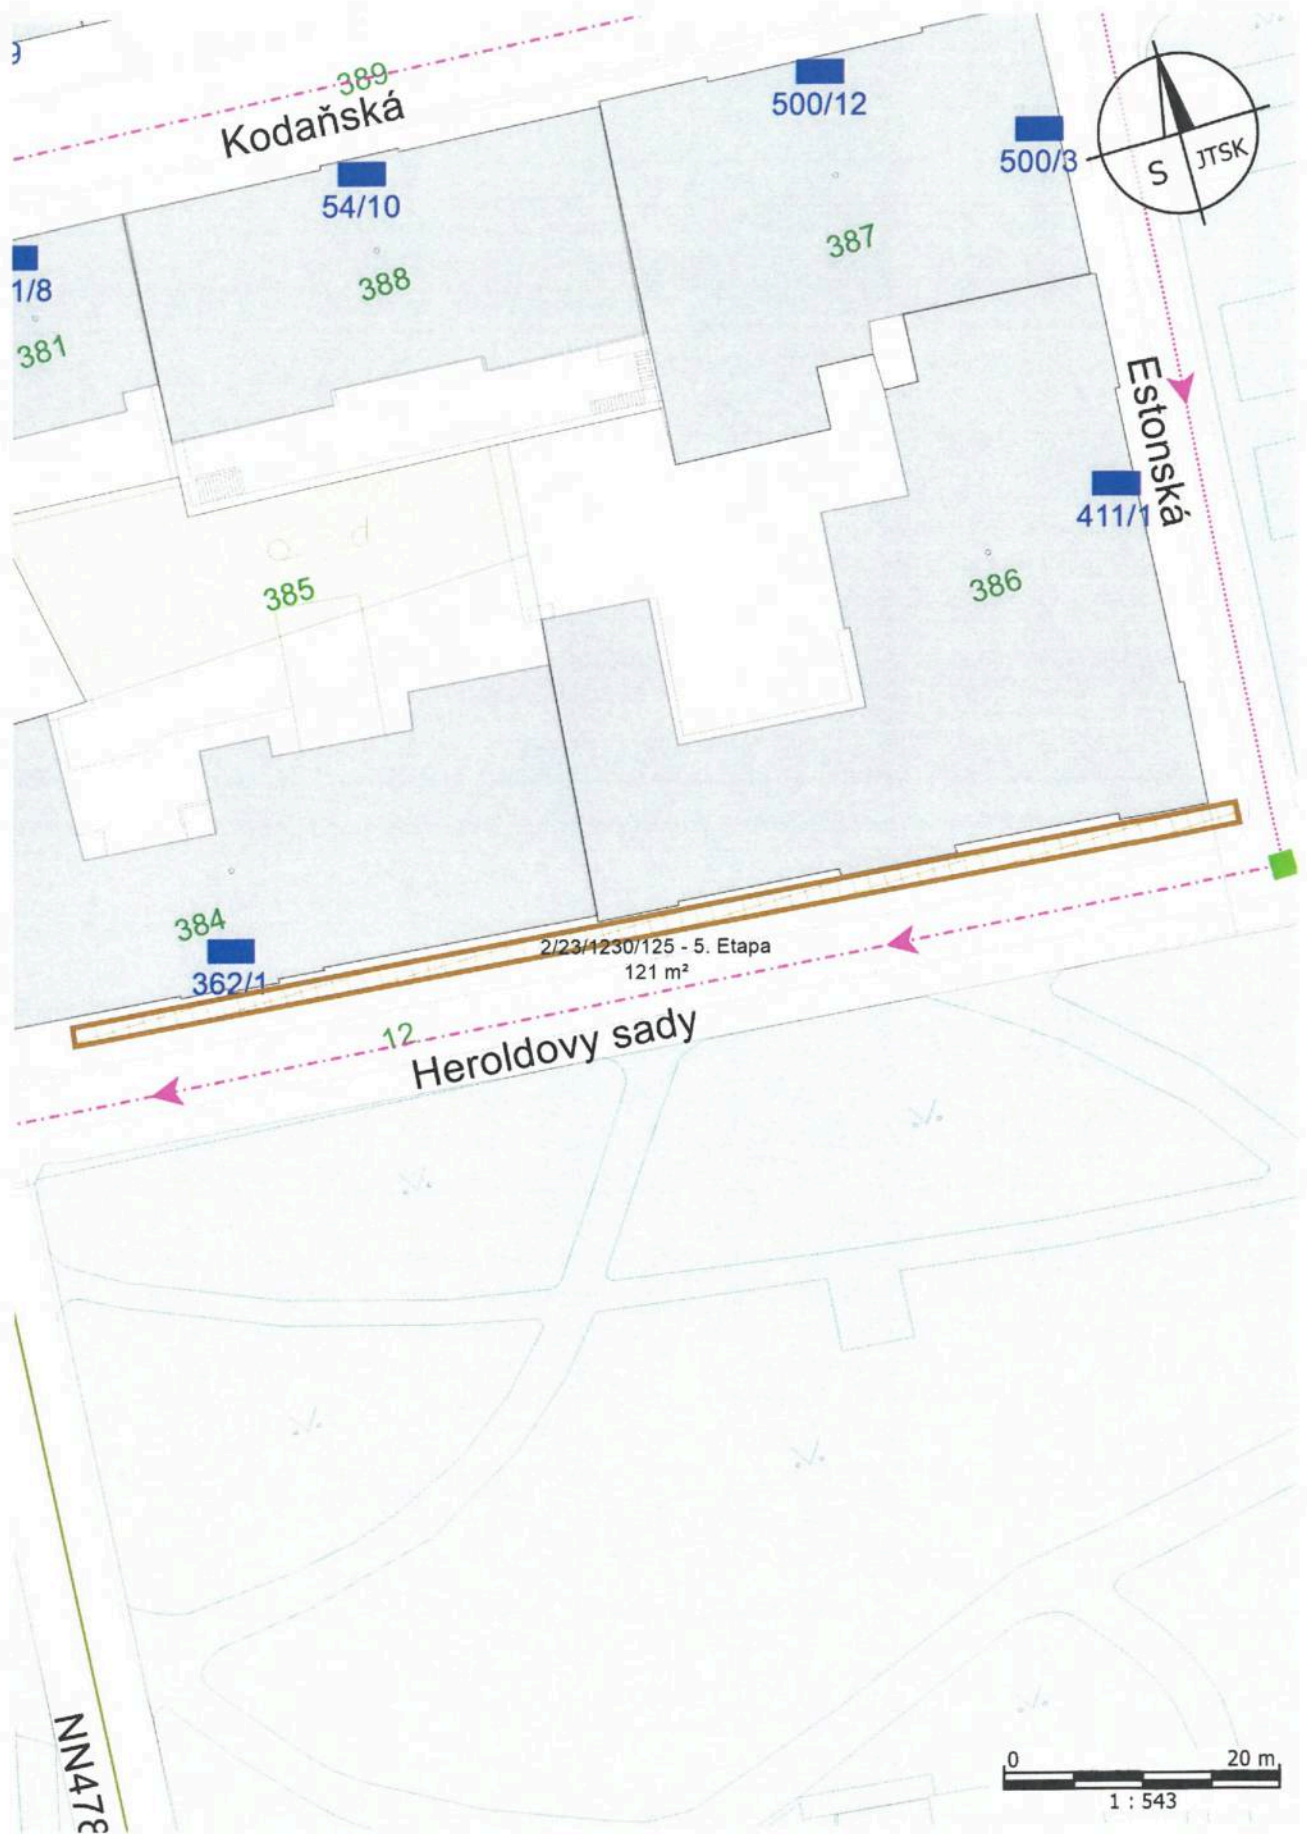 9
389
Kodaňská
500/12
500/3
S JTSK
54/10
387
1/8
388
381
Estonská
411/1
385
386
384
2/23/1230/125 - 5. Etapa
121 m²
362/1
12
Heroldovy sady
NN478
0 20 m
1 : 543